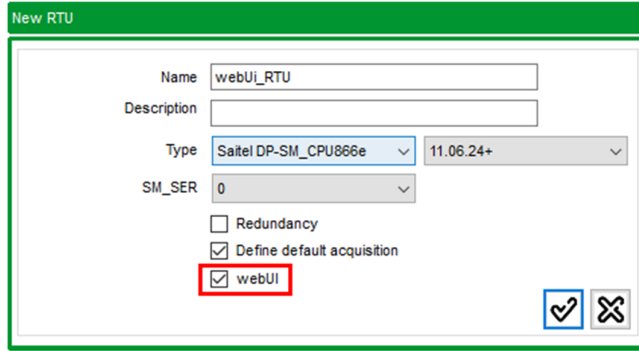 New RTU
Name webUi_RTU
Description
Type Saitel DP-SM_CPU866e 11.06.24+
SM_SER 0
Redundancy
Define default acquisition
webUI